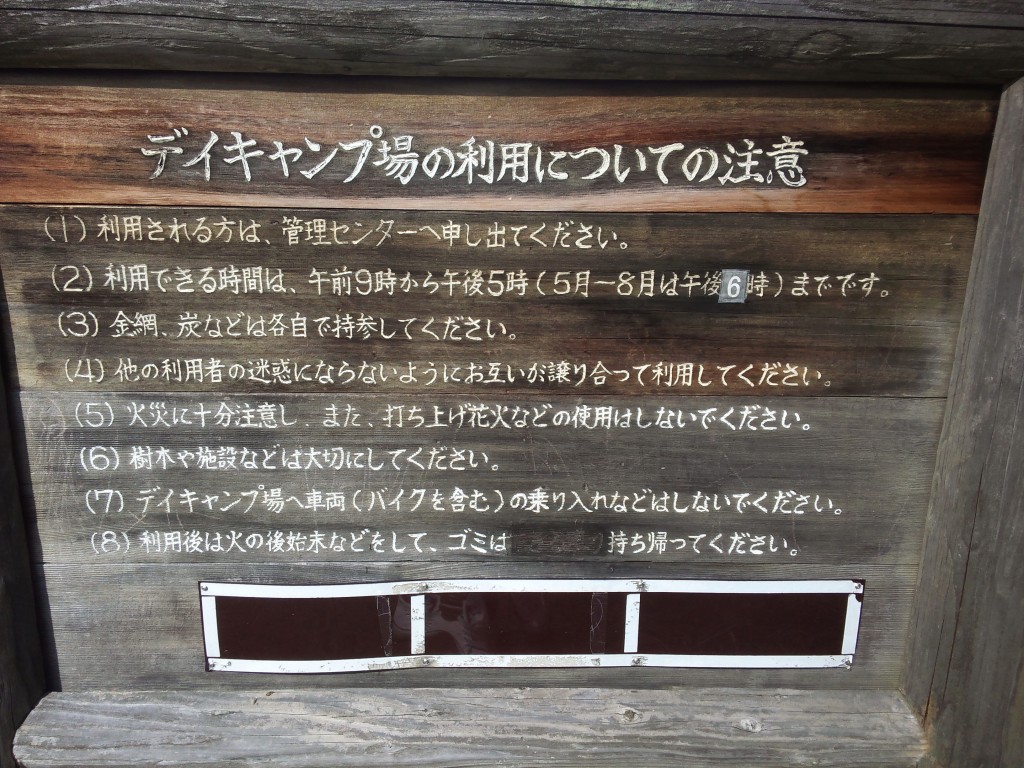 デイキャンプ場の利用についての注意
(1) 利用される方は、管理センターへ申し出てください。
(2) 利用できる時間は、午前9時から午後5時(5月〜8月は午後6時)までです。
(3) 金網、炭などは各自で持参してください。
(4) 他の利用者の迷惑にならないようにお互いが譲り合って利用してください。
(5) 火災に十分注意し、また、打ち上げ花火などの使用はしないでください。
(6) 樹木や施設などは大切にしてください。
(7) デイキャンプ場へ車両(バイクを含む)の乗り入れなどはしないでください。
(8) 利用後は火の後始末などをして、ゴミは 持ち帰ってください。